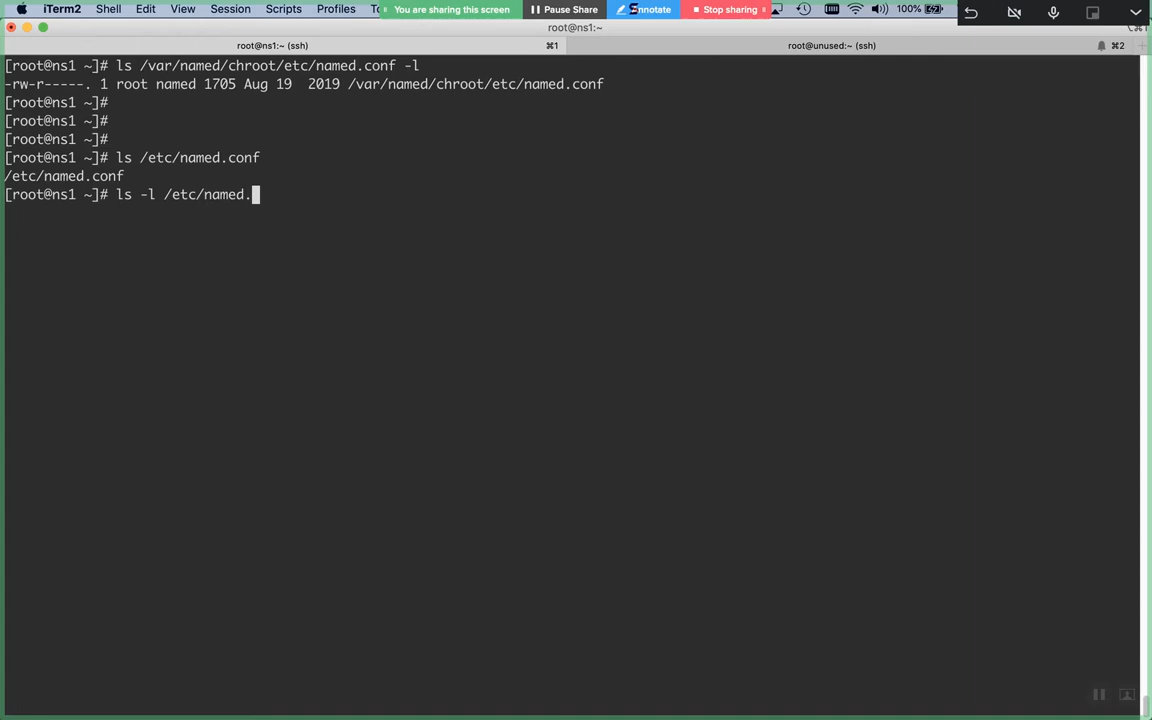 iTerm2 Shell Edit View Session Scripts Profiles You are sharing this screen Pause Share Annotate Stop sharing 100%
root@ns1:~
root@ns1:~ (ssh) ⌘1 root@unused:~ (ssh) ⌘2
[root@ns1 ~]# ls /var/named/chroot/etc/named.conf -l
-rw-r-----. 1 root named 1705 Aug 19  2019 /var/named/chroot/etc/named.conf
[root@ns1 ~]#
[root@ns1 ~]#
[root@ns1 ~]#
[root@ns1 ~]# ls /etc/named.conf
/etc/named.conf
[root@ns1 ~]# ls -l /etc/named.